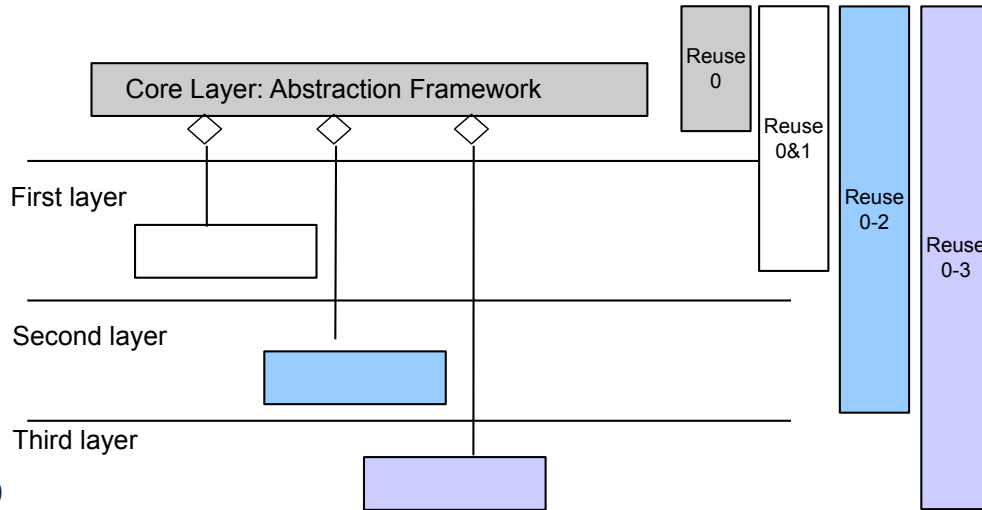 Core Layer: Abstraction Framework
Reuse
0
Reuse
0&1
First layer
Reuse
0-2
Reuse
0-3
Second layer
Third layer